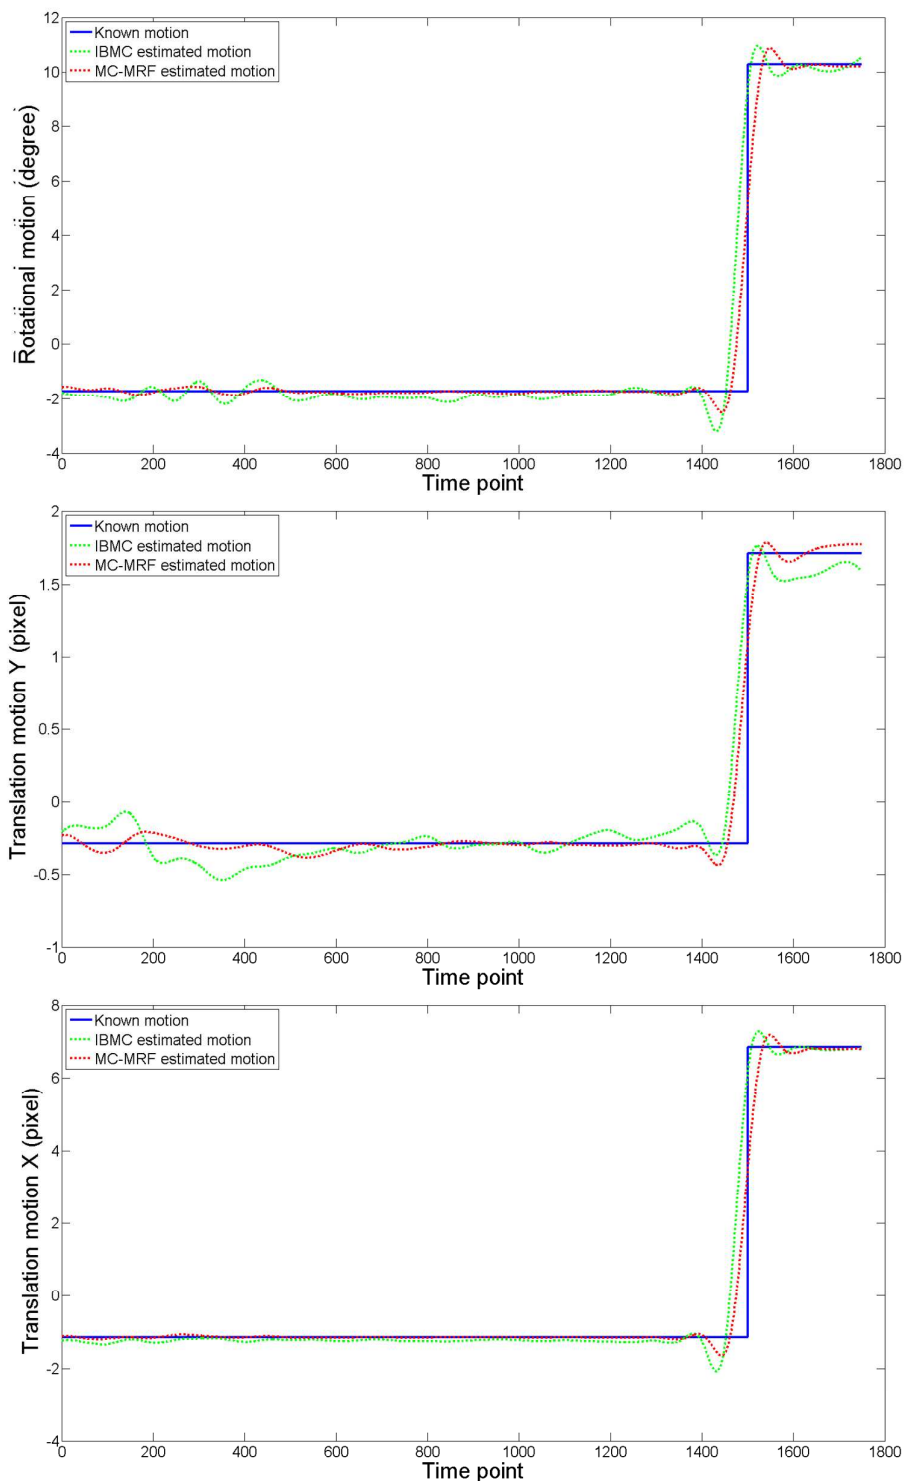 12
10
8
6
4
2
0
-2
-4
Rotational motion (degree)
Known motion
IBMC estimated motion
MC-MRF estimated motion
0 200 400 600 800 1000 1200 1400 1600 1800
Time point
2
1.5
1
0.5
0
-0.5
-1
Translation motion Y (pixel)
Known motion
IBMC estimated motion
MC-MRF estimated motion
0 200 400 600 800 1000 1200 1400 1600 1800
Time point
8
6
4
2
0
-2
-4
Translation motion X (pixel)
Known motion
IBMC estimated motion
MC-MRF estimated motion
0 200 400 600 800 1000 1200 1400 1600 1800
Time point